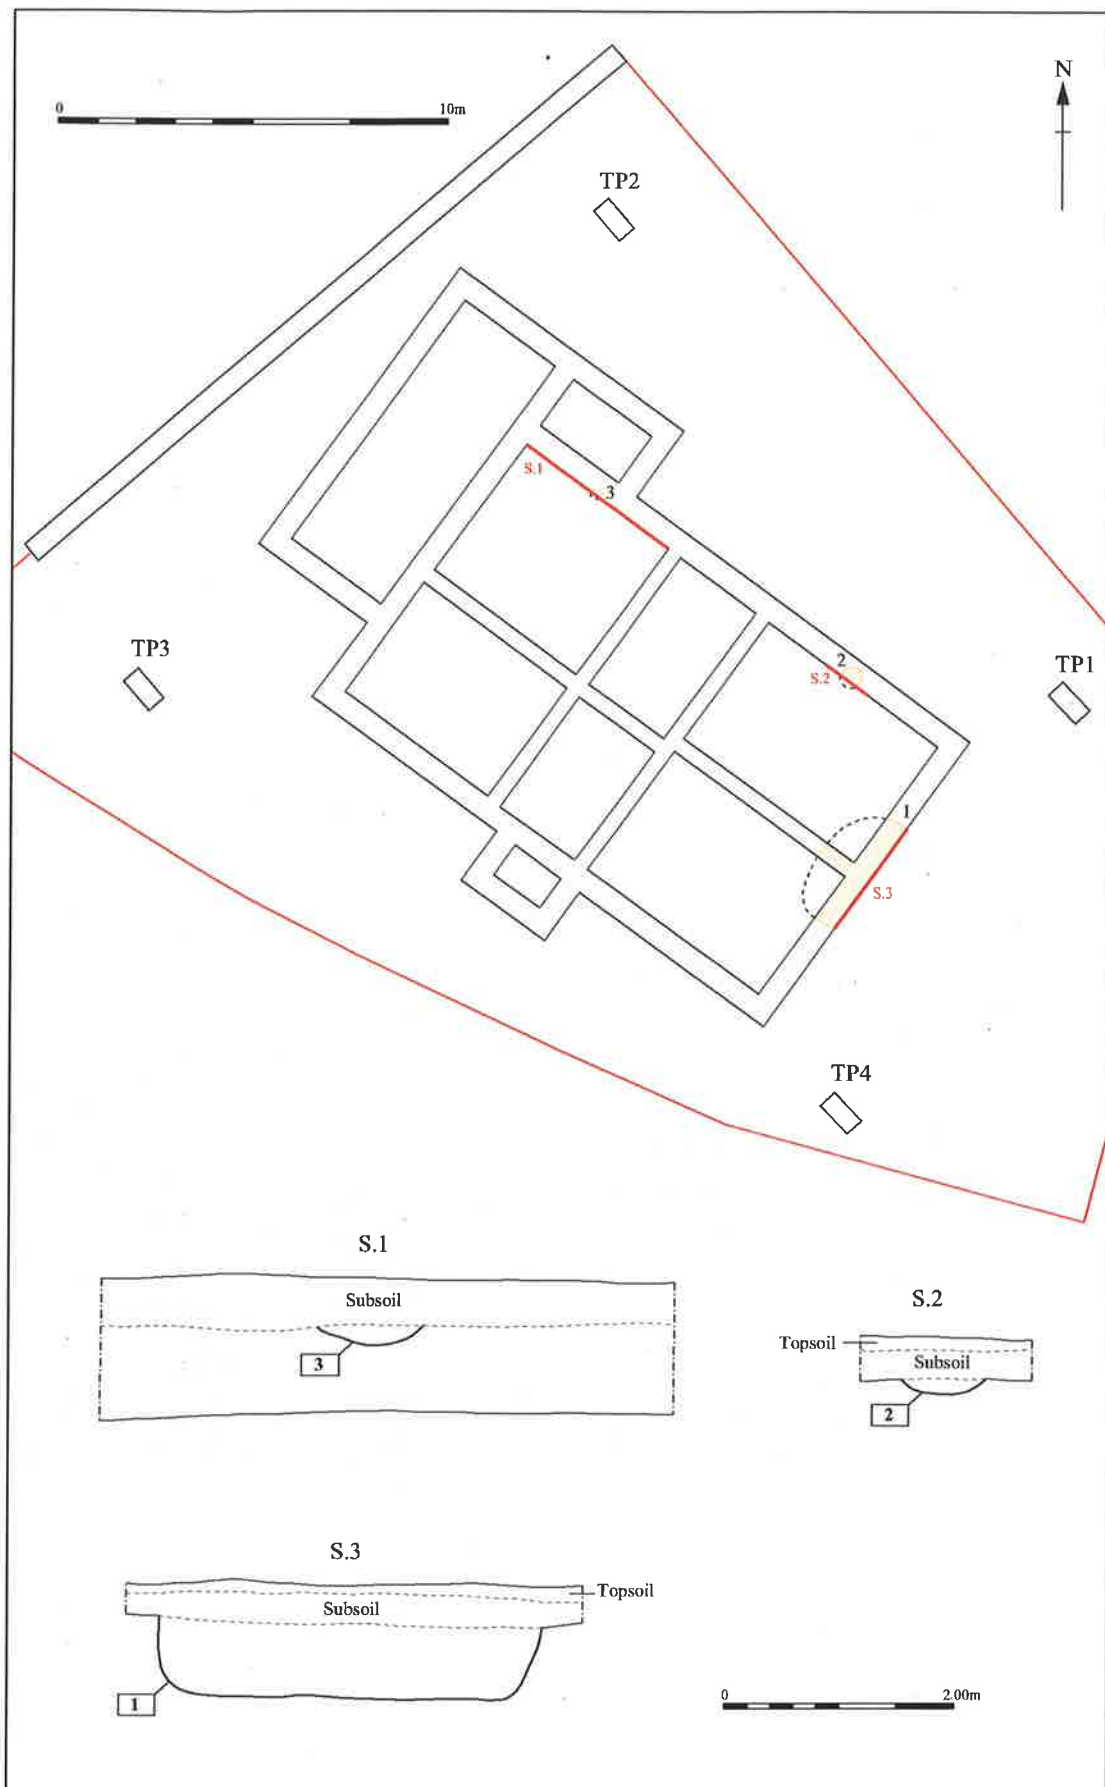 N
0 10m
TP2
S.1
3
TP3
2
S.2
TP1
1
S.3
TP4
S.1
Subsoil
3
S.2
Topsoil
Subsoil
2
S.3
Topsoil
Subsoil
1
0 2.00m